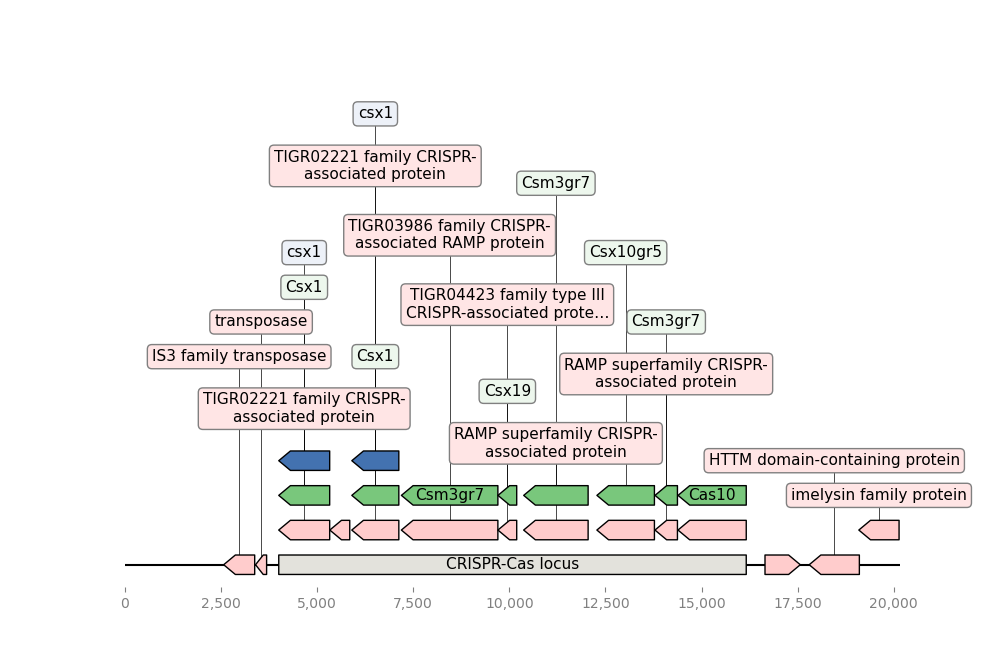 csx1
TIGR02221 family CRISPR-
associated protein
Csm3gr7
TIGR03986 family CRISPR-
associated RAMP protein
csx1
Csx10gr5
Csx1
TIGR04423 family type III
CRISPR-associated prote…
transposase
Csm3gr7
IS3 family transposase
Csx1
RAMP superfamily CRISPR-
associated protein
Csx19
TIGR02221 family CRISPR-
associated protein
RAMP superfamily CRISPR-
associated protein
HTTM domain-containing protein
Csm3gr7
Cas10
imelysin family protein
CRISPR-Cas locus
0
2,500
5,000
7,500
10,000
12,500
15,000
17,500
20,000